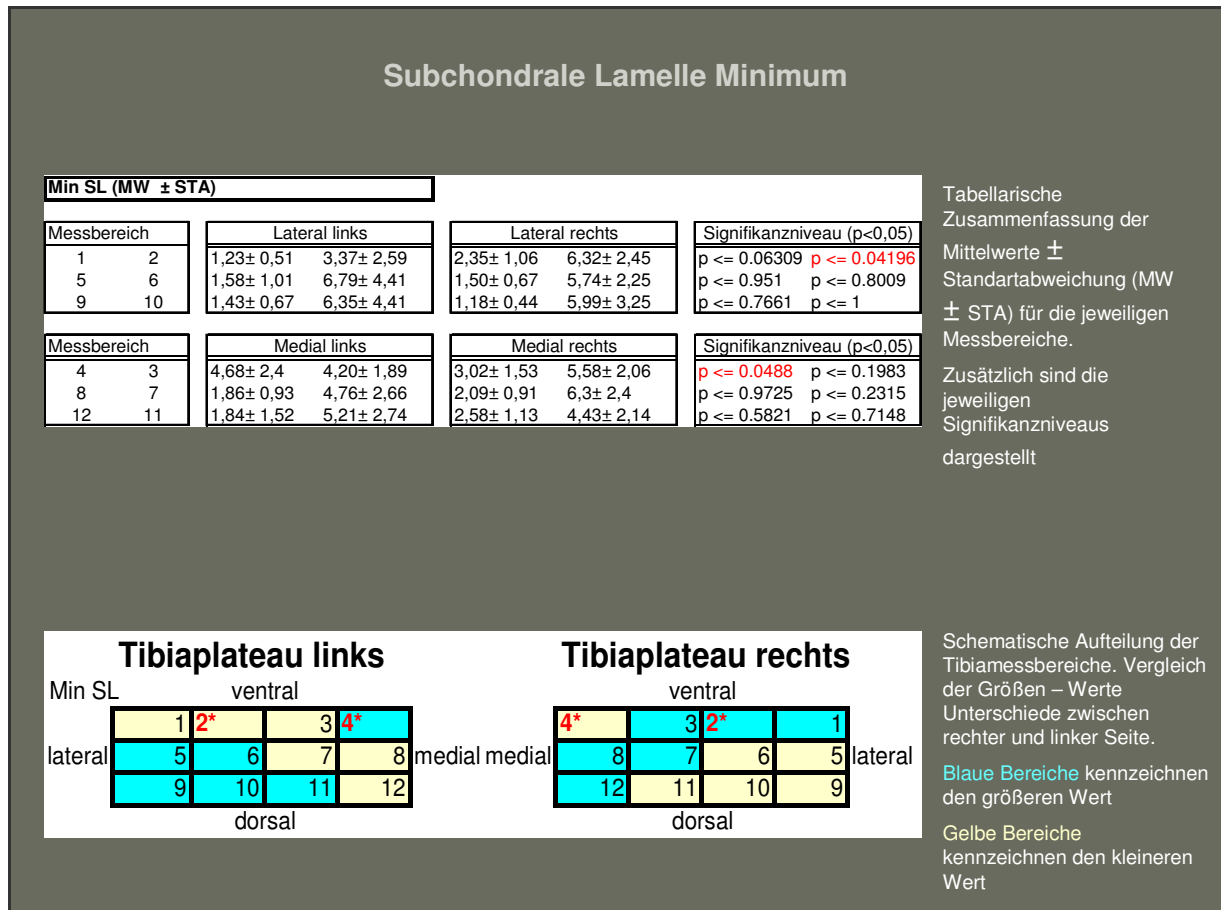 Subchondrale Lamelle Minimum
Min SL (MW ± STA)
Messbereich Lateral links Lateral rechts Signifikanzniveau (p<0,05)
1 2 1,23± 0,51 3,37± 2,59 2,35± 1,06 6,32± 2,45 p <= 0.06309 p <= 0.04196
5 6 1,58± 1,01 6,79± 4,41 1,50± 0,67 5,74± 2,25 p <= 0.951 p <= 0.8009
9 10 1,43± 0,67 6,35± 4,41 1,18± 0,44 5,99± 3,25 p <= 0.7661 p <= 1
Messbereich Medial links Medial rechts Signifikanzniveau (p<0,05)
4 3 4,68± 2,4 4,20± 1,89 3,02± 1,53 5,58± 2,06 p <= 0.0488 p <= 0.1983
8 7 1,86± 0,93 4,76± 2,66 2,09± 0,91 6,3± 2,4 p <= 0.9725 p <= 0.2315
12 11 1,84± 1,52 5,21± 2,74 2,58± 1,13 4,43± 2,14 p <= 0.5821 p <= 0.7148
Tabellarische
Zusammenfassung der
Mittelwerte ±
Standartabweichung (MW
± STA) für die jeweiligen
Messbereiche.
Zusätzlich sind die
jeweiligen
Signifikanzniveaus
dargestellt
Tibiaplateau links Tibiaplateau rechts
Min SL ventral ventral
1 2* 3 4* 4* 3 2* 1
lateral 5 6 7 8 medial medial 8 7 6 5 lateral
9 10 11 12 12 11 10 9
dorsal dorsal
Schematische Aufteilung der
Tibiamessbereiche. Vergleich
der Größen – Werte
Unterschiede zwischen
rechter und linker Seite.
Blaue Bereiche kennzeichnen
den größeren Wert
Gelbe Bereiche
kennzeichnen den kleineren
Wert